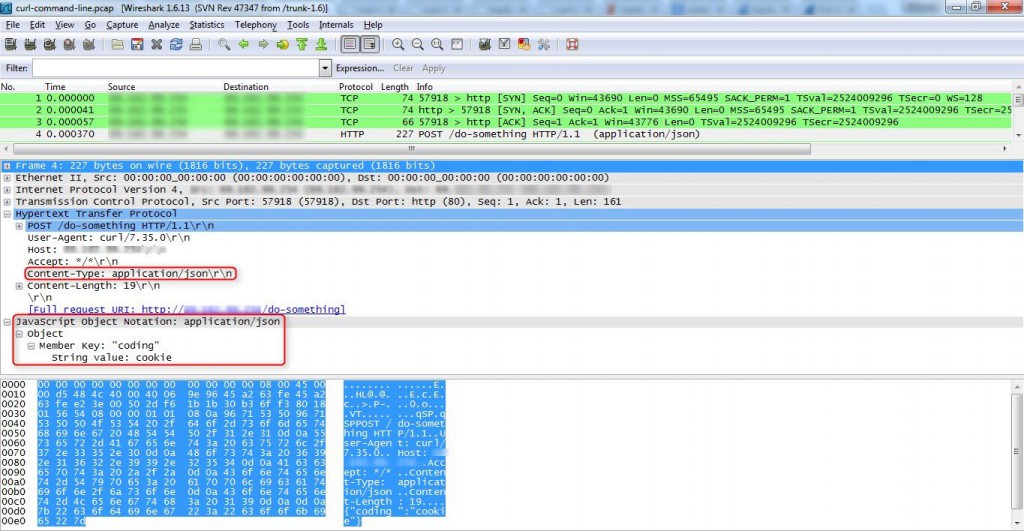 curl-command-line.pcap [Wireshark 1.6.13 (SVN Rev 47347 from /trunk-1.6)]
File Edit View Go Capture Analyze Statistics Telephony Tools Internals Help
Filter: Expression... Clear Apply
No. Time Source Destination Protocol Length Info
1 0.000000 TCP 74 57918 > http [SYN] Seq=0 Win=43690 Len=0 MSS=65495 SACK_PERM=1 TSval=2524009296 TSecr=0 WS=128
2 0.000041 TCP 74 http > 57918 [SYN, ACK] Seq=0 Ack=1 Win=43690 Len=0 MSS=65495 SACK_PERM=1 TSval=2524009296 TSecr=25
3 0.000057 TCP 66 57918 > http [ACK] Seq=1 Ack=1 Win=43776 Len=0 TSval=2524009296 TSecr=2524009296
4 0.000370 HTTP 227 POST /do-something HTTP/1.1 (application/json)
Frame 4: 227 bytes on wire (1816 bits), 227 bytes captured (1816 bits)
Ethernet II, Src: 00:00:00_00:00:00 (00:00:00:00:00:00), Dst: 00:00:00_00:00:00 (00:00:00:00:00:00)
Internet Protocol Version 4,
Transmission Control Protocol, Src Port: 57918 (57918), Dst Port: http (80), Seq: 1, Ack: 1, Len: 161
Hypertext Transfer Protocol
POST /do-something HTTP/1.1\r\n
User-Agent: curl/7.35.0\r\n
Host:
Accept: */*\r\n
Content-Type: application/json\r\n
Content-Length: 19\r\n
\r\n
[Full request URI: http:///do-something]
JavaScript Object Notation: application/json
Object
Member Key: "coding"
String value: cookie
0000 00 00 00 00 00 00 00 00 00 00 00 00 08 00 45 00 ........ ......E.
0010 00 d5 48 4c 40 00 40 06 9e 96 45 a2 63 fe 45 a2 ..HL@.@. ..E.c.E.
0020 63 fe e2 3e 00 50 2d f6 1b 1b 30 b3 6f f3 80 18 c..>.P-. ..0.o...
0030 01 56 54 08 00 00 01 01 08 0a 96 71 53 50 96 71 .VT..... ...qSP.q
0040 53 50 50 4f 53 54 20 2f 64 6f 2d 73 6f 6d 65 74 SPPOST / do-somet
0050 68 69 6e 67 20 48 54 54 50 2f 31 2e 31 0d 0a 55 hing HTT P/1.1..U
0060 73 65 72 2d 41 67 65 6e 74 3a 20 63 75 72 6c 2f ser-Agen t: curl/
0070 37 2e 33 35 2e 30 0d 0a 48 6f 73 74 3a 20 36 39 7.35.0.. Host:
0080 2e 31 36 32 2e 39 39 2e 32 35 34 0d 0a 41 63 63 ..Acc
0090 65 70 74 3a 20 2a 2f 2a 0d 0a 43 6f 6e 74 65 6e ept: */* ..Conten
00a0 74 2d 54 79 70 65 3a 20 61 70 70 6c 69 63 61 74 t-Type: applicat
00b0 69 6f 6e 2f 6a 73 6f 6e 0d 0a 43 6f 6e 74 65 6e ion/json ..Conten
00c0 74 2d 4c 65 6e 67 74 68 3a 20 31 39 0d 0a 0d 0a t-Length : 19....
00d0 7b 22 63 6f 64 69 6e 67 22 3a 22 63 6f 6f 6b 69 {"coding ":"cooki
00e0 65 22 7d e"}